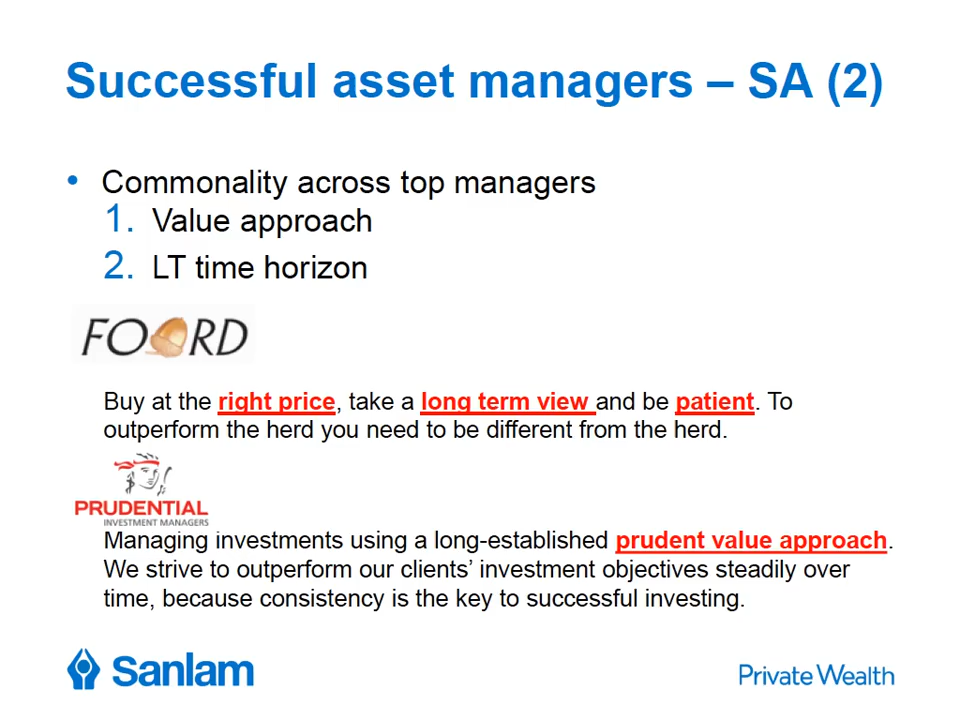 Successful asset managers – SA (2)
• Commonality across top managers
1. Value approach
2. LT time horizon
FOORD
Buy at the right price, take a long term view and be patient. To
outperform the herd you need to be different from the herd.
PRUDENTIAL
INVESTMENT MANAGERS
Managing investments using a long-established prudent value approach.
We strive to outperform our clients’ investment objectives steadily over
time, because consistency is the key to successful investing.
Sanlam
Private Wealth